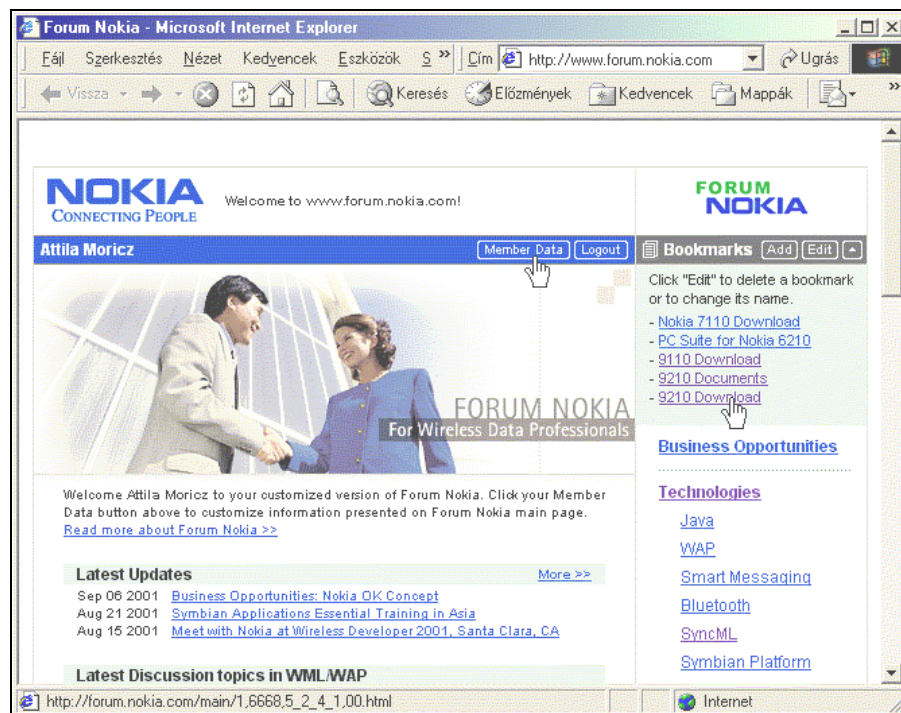 Forum Nokia - Microsoft Internet Explorer
Fájl Szerkesztés Nézet Kedvencek Eszközök S » Cím http://www.forum.nokia.com Ugrás
Vissza Keresés Előzmények Kedvencek Mappák »
NOKIA
CONNECTING PEOPLE
Welcome to www.forum.nokia.com!
FORUM
NOKIA
Attila Moricz Member Data Logout
Bookmarks Add Edit
Click "Edit" to delete a bookmark
or to change its name.
- Nokia 7110 Download
- PC Suite for Nokia 6210
- 9110 Download
- 9210 Documents
- 9210 Download
FORUM NOKIA
For Wireless Data Professionals
Business Opportunities
Technologies
Java
WAP
Smart Messaging
Bluetooth
SyncML
Symbian Platform
Welcome Attila Moricz to your customized version of Forum Nokia. Click your Member
Data button above to customize information presented on Forum Nokia main page.
Read more about Forum Nokia >>
Latest Updates More >>
Sep 06 2001 Business Opportunities: Nokia OK Concept
Aug 21 2001 Symbian Applications Essential Training in Asia
Aug 15 2001 Meet with Nokia at Wireless Developer 2001, Santa Clara, CA
Latest Discussion topics in WML/WAP
http://forum.nokia.com/main/1,6668,5_2_4_1,00.html Internet